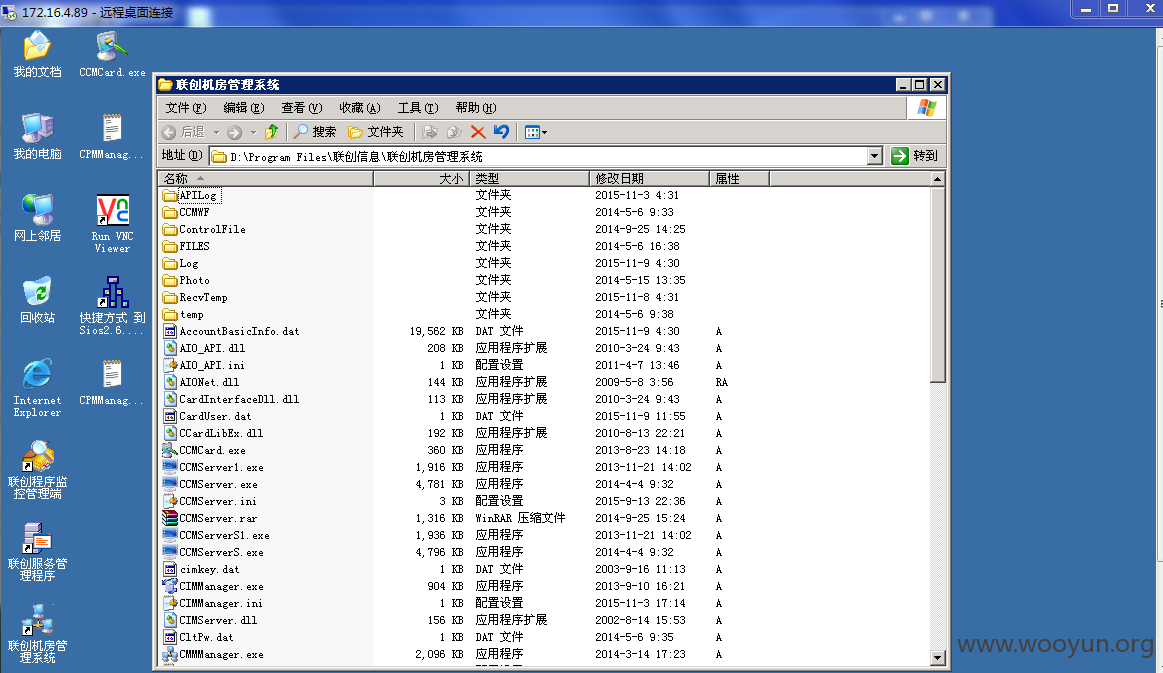 172.16.4.89 - 远程桌面连接
我的文档
CCMCard.exe
我的电脑
CPMManag...
网上邻居
Run VNC
Viewer
回收站
快捷方式 到
Sios2.6....
Internet
Explorer
CPMManag...
联创程序监
控管理端
联创服务管
理程序
联创机房管
理系统
联创机房管理系统
文件(F) 编辑(E) 查看(V) 收藏(A) 工具(T) 帮助(H)
后退 搜索 文件夹
地址(D) D:\Program Files\联创信息\联创机房管理系统 转到
名称 大小 类型 修改日期 属性
APILog 文件夹 2015-11-3 4:31
CCMWF 文件夹 2014-5-6 9:33
ControlFile 文件夹 2014-9-25 14:25
FILES 文件夹 2014-5-6 16:38
Log 文件夹 2015-11-9 4:30
Photo 文件夹 2014-5-15 13:35
RecvTemp 文件夹 2015-11-8 4:31
temp 文件夹 2014-5-6 9:38
AccountBasicInfo.dat 19,562 KB DAT 文件 2015-11-9 4:30 A
AIO_API.dll 208 KB 应用程序扩展 2010-3-24 9:43 A
AIO_API.ini 1 KB 配置设置 2011-4-7 13:46 A
AIONet.dll 144 KB 应用程序扩展 2009-5-8 3:56 RA
CardInterfaceDll.dll 113 KB 应用程序扩展 2010-3-24 9:43 A
CardUser.dat 1 KB DAT 文件 2015-11-9 11:55 A
CCardLibEx.dll 192 KB 应用程序扩展 2010-8-13 22:21 A
CCMCard.exe 360 KB 应用程序 2013-8-23 14:18 A
CCMServer1.exe 1,916 KB 应用程序 2013-11-21 14:02 A
CCMServer.exe 4,781 KB 应用程序 2014-4-4 9:32 A
CCMServer.ini 3 KB 配置设置 2015-9-13 22:36 A
CCMServer.rar 1,316 KB WinRAR 压缩文件 2014-9-25 15:24 A
CCMServerS1.exe 1,936 KB 应用程序 2013-11-21 14:02 A
CCMServerS.exe 4,796 KB 应用程序 2014-4-4 9:32 A
cimkey.dat 1 KB DAT 文件 2003-9-16 11:13 A
CIMManager.exe 904 KB 应用程序 2013-9-10 16:21 A
CIMManager.ini 1 KB 配置设置 2015-11-3 17:14 A
CIMServer.dll 156 KB 应用程序扩展 2002-8-14 15:53 A
CltPw.dat 1 KB DAT 文件 2014-5-6 9:35 A
CMMManager.exe 2,096 KB 应用程序 2014-3-14 17:23 A
www.wooyun.org